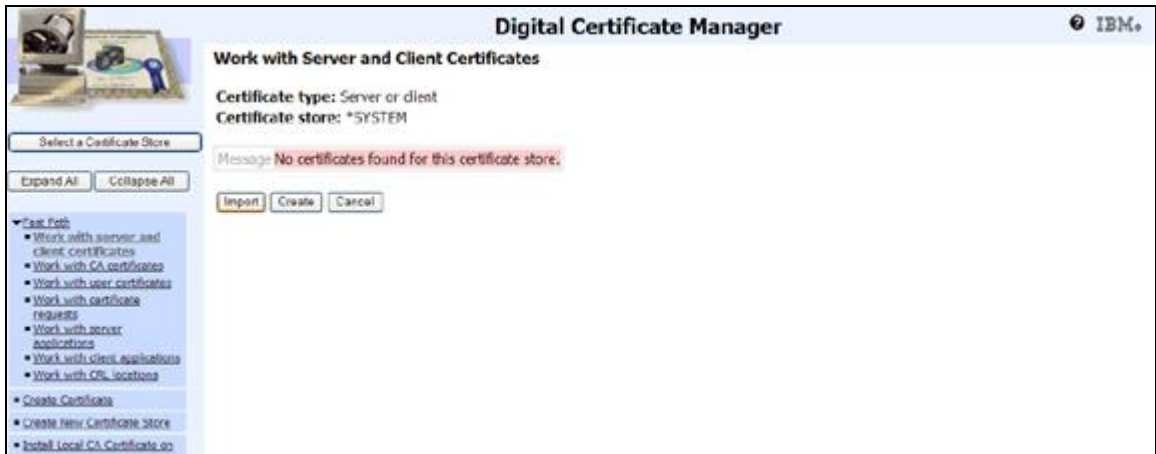 Digital Certificate Manager
IBM.
Work with Server and Client Certificates
Certificate type: Server or client
Certificate store: *SYSTEM
Message No certificates found for this certificate store.
Import Create Cancel
Select a Certificate Store
Expand All Collapse All
Fast Path
Work with server and
client certificates
Work with CA certificates
Work with user certificates
Work with certificate
requests
Work with server
applications
Work with client applications
Work with CRL locations
Create Certificate
Create New Certificate Store
Install Local CA Certificate on